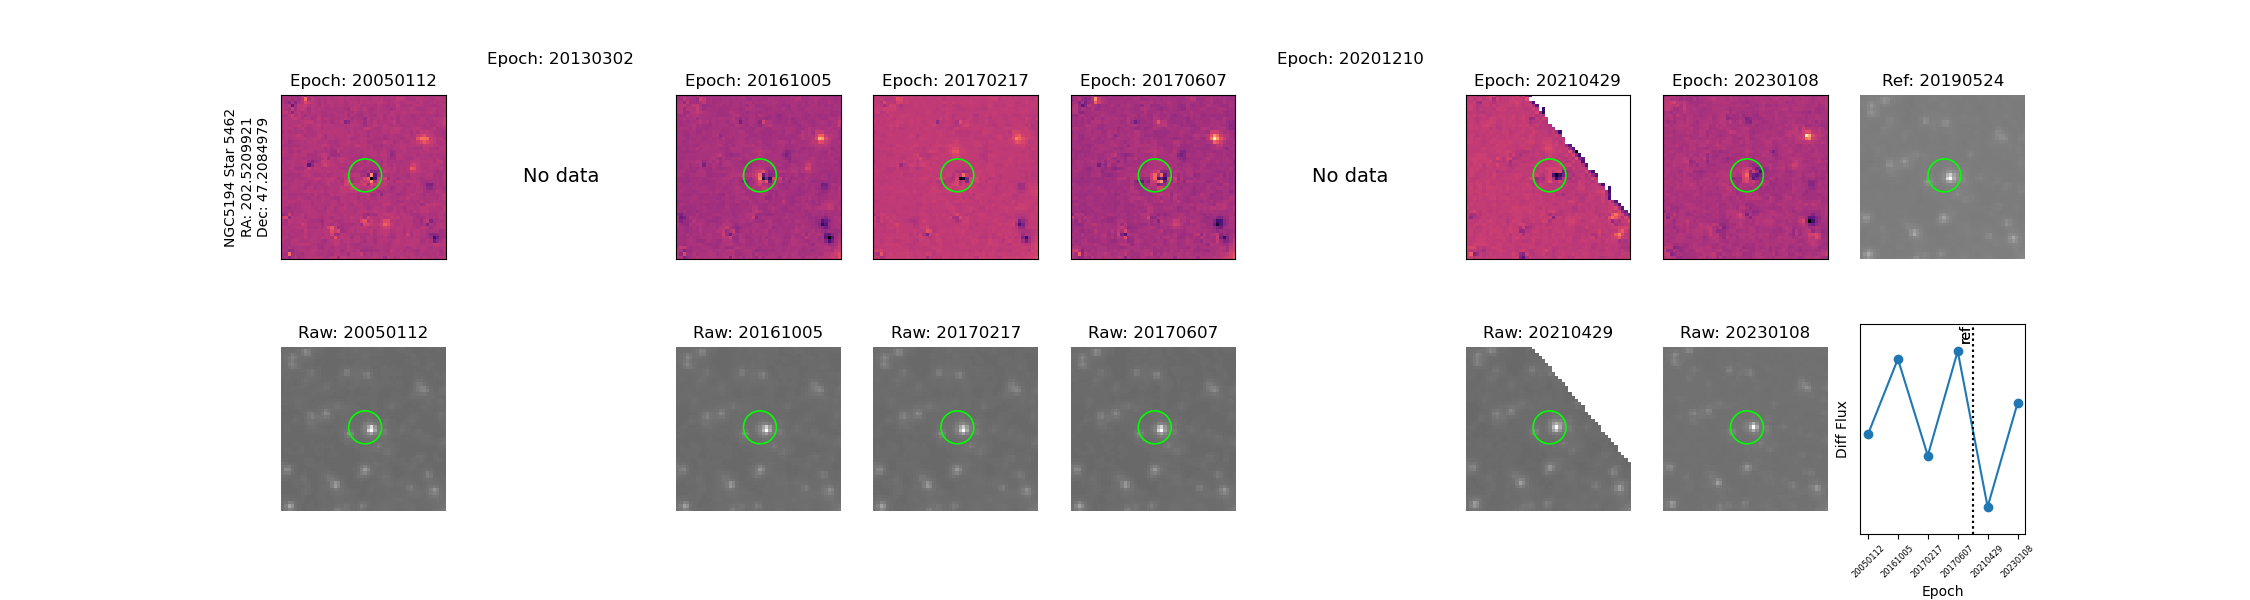 Epoch: 20130302
Epoch: 20201210
Epoch: 20050112
Epoch: 20161005
Epoch: 20170217
Epoch: 20170607
Epoch: 20210429
Epoch: 20230108
Ref: 20190524
NGC5194 Star 5462
RA: 202.5209921
Dec: 47.2084979
No data
No data
Raw: 20050112
Raw: 20161005
Raw: 20170217
Raw: 20170607
Raw: 20210429
Raw: 20230108
ref
Diff Flux
20050112
20161005
20170217
20170607
20210429
20230108
Epoch